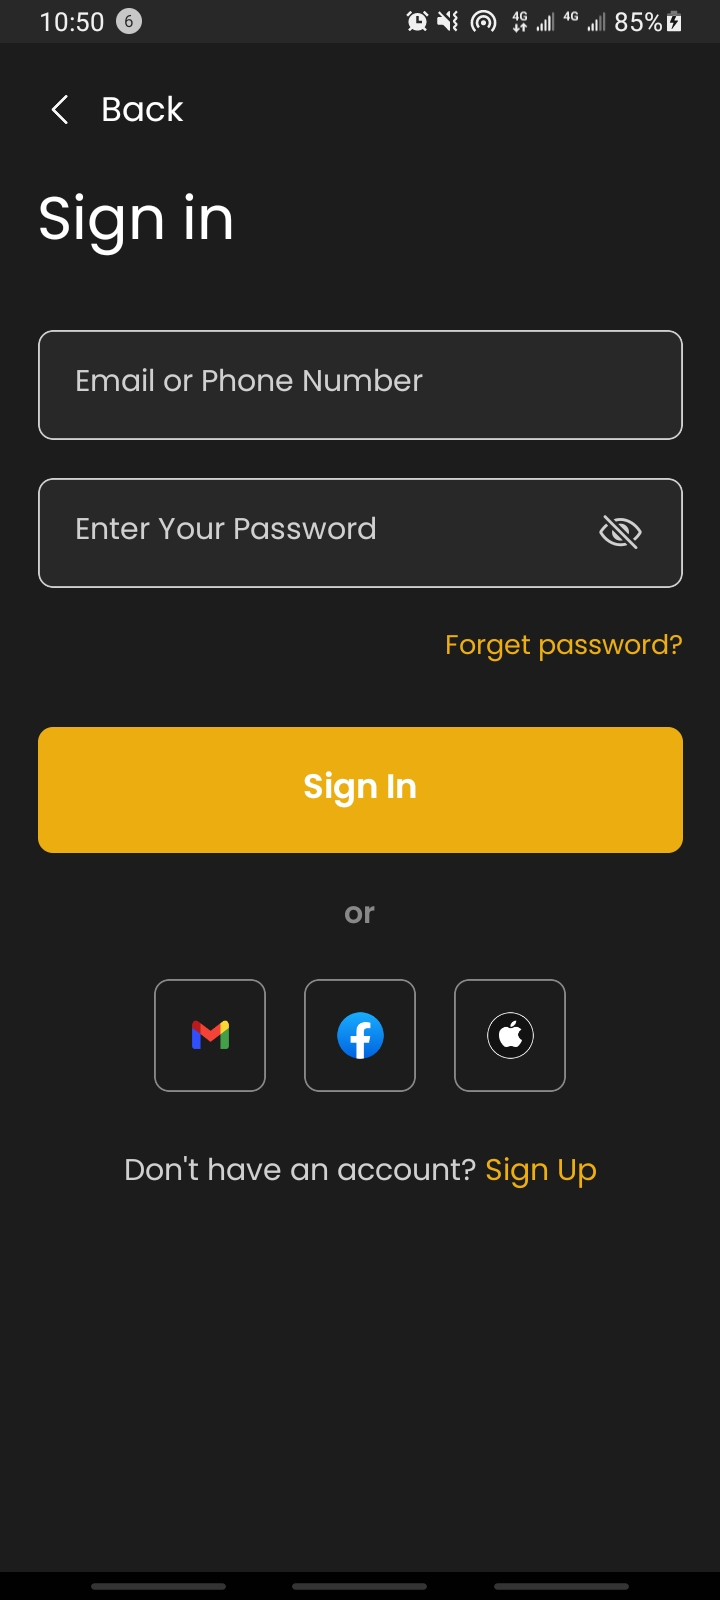 10:50 6 4G 4G 85%
Back
Sign in
Email or Phone Number
Enter Your Password
Forget password?
Sign In
or
Don't have an account? Sign Up